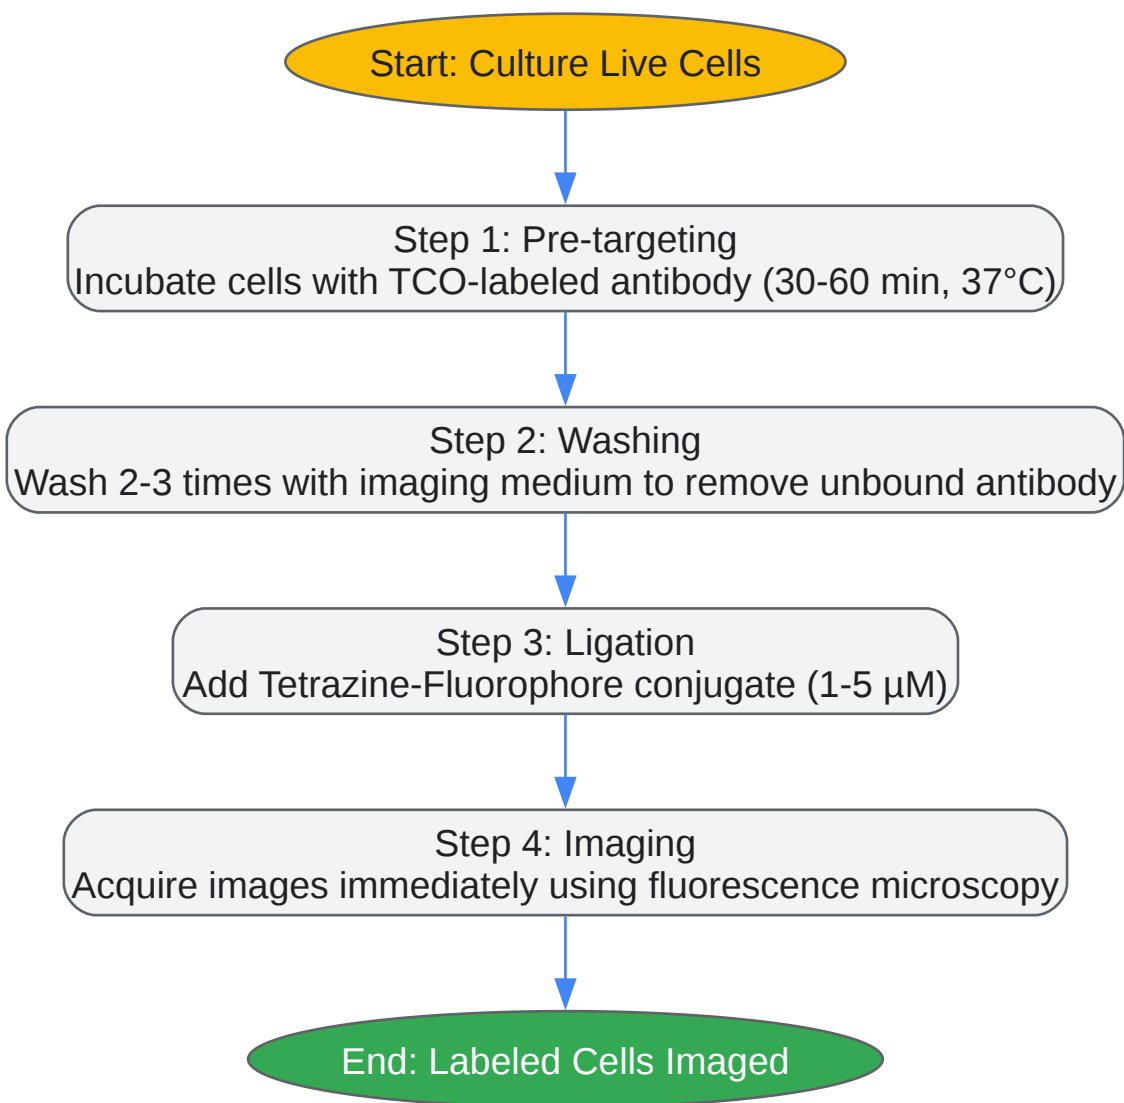 Start: Culture Live Cells
Step 1: Pre-targeting
Incubate cells with TCO-labeled antibody (30-60 min, 37°C)
Step 2: Washing
Wash 2-3 times with imaging medium to remove unbound antibody
Step 3: Ligation
Add Tetrazine-Fluorophore conjugate (1-5 µM)
Step 4: Imaging
Acquire images immediately using fluorescence microscopy
End: Labeled Cells Imaged